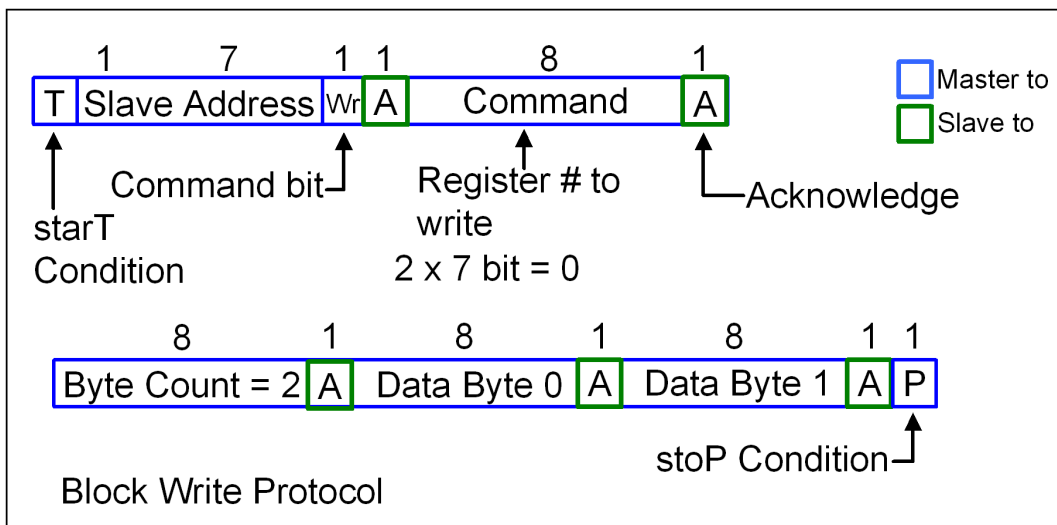 1 7 1 1 8 1
T Slave Address Wr A Command A
Master to
Slave to
Command bit
Register # to
write
2 x 7 bit = 0
Acknowledge
starT
Condition
8 1 8 1 8 1 1
Byte Count = 2 A Data Byte 0 A Data Byte 1 A P
stoP Condition
Block Write Protocol